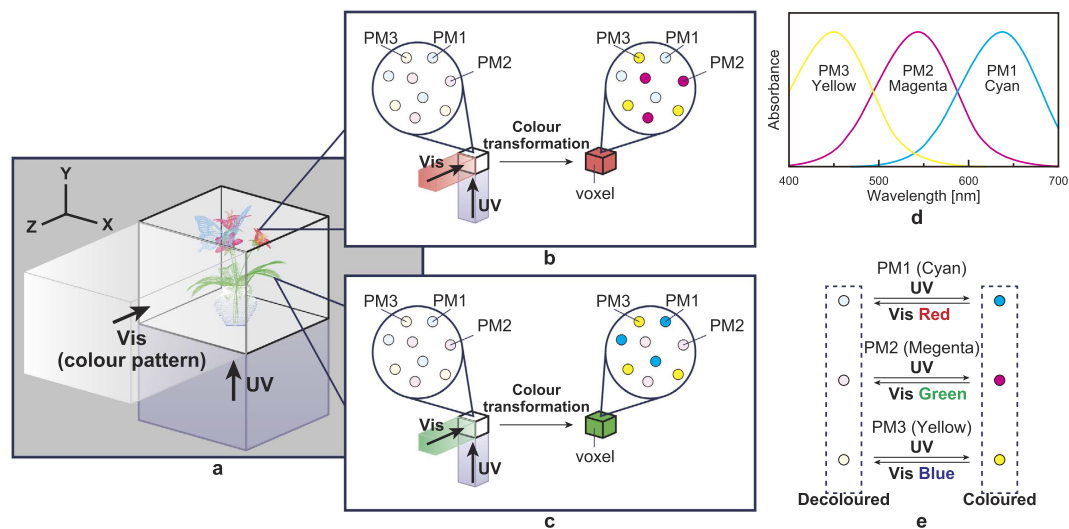 Y
Z
X
Vis
(colour pattern)
UV
a
PM3
PM1
PM2
Vis
UV
Colour
transformation
PM3
PM1
PM2
voxel
b
PM3
PM1
PM2
Vis
UV
Colour
transformation
PM3
PM1
PM2
voxel
c
Absorbance
PM3
Yellow
PM2
Magenta
PM1
Cyan
400
500
600
700
Wavelength [nm]
d
PM1 (Cyan)
UV
Vis Red
PM2 (Megenta)
UV
Vis Green
PM3 (Yellow)
UV
Vis Blue
Decoloured
Coloured
e